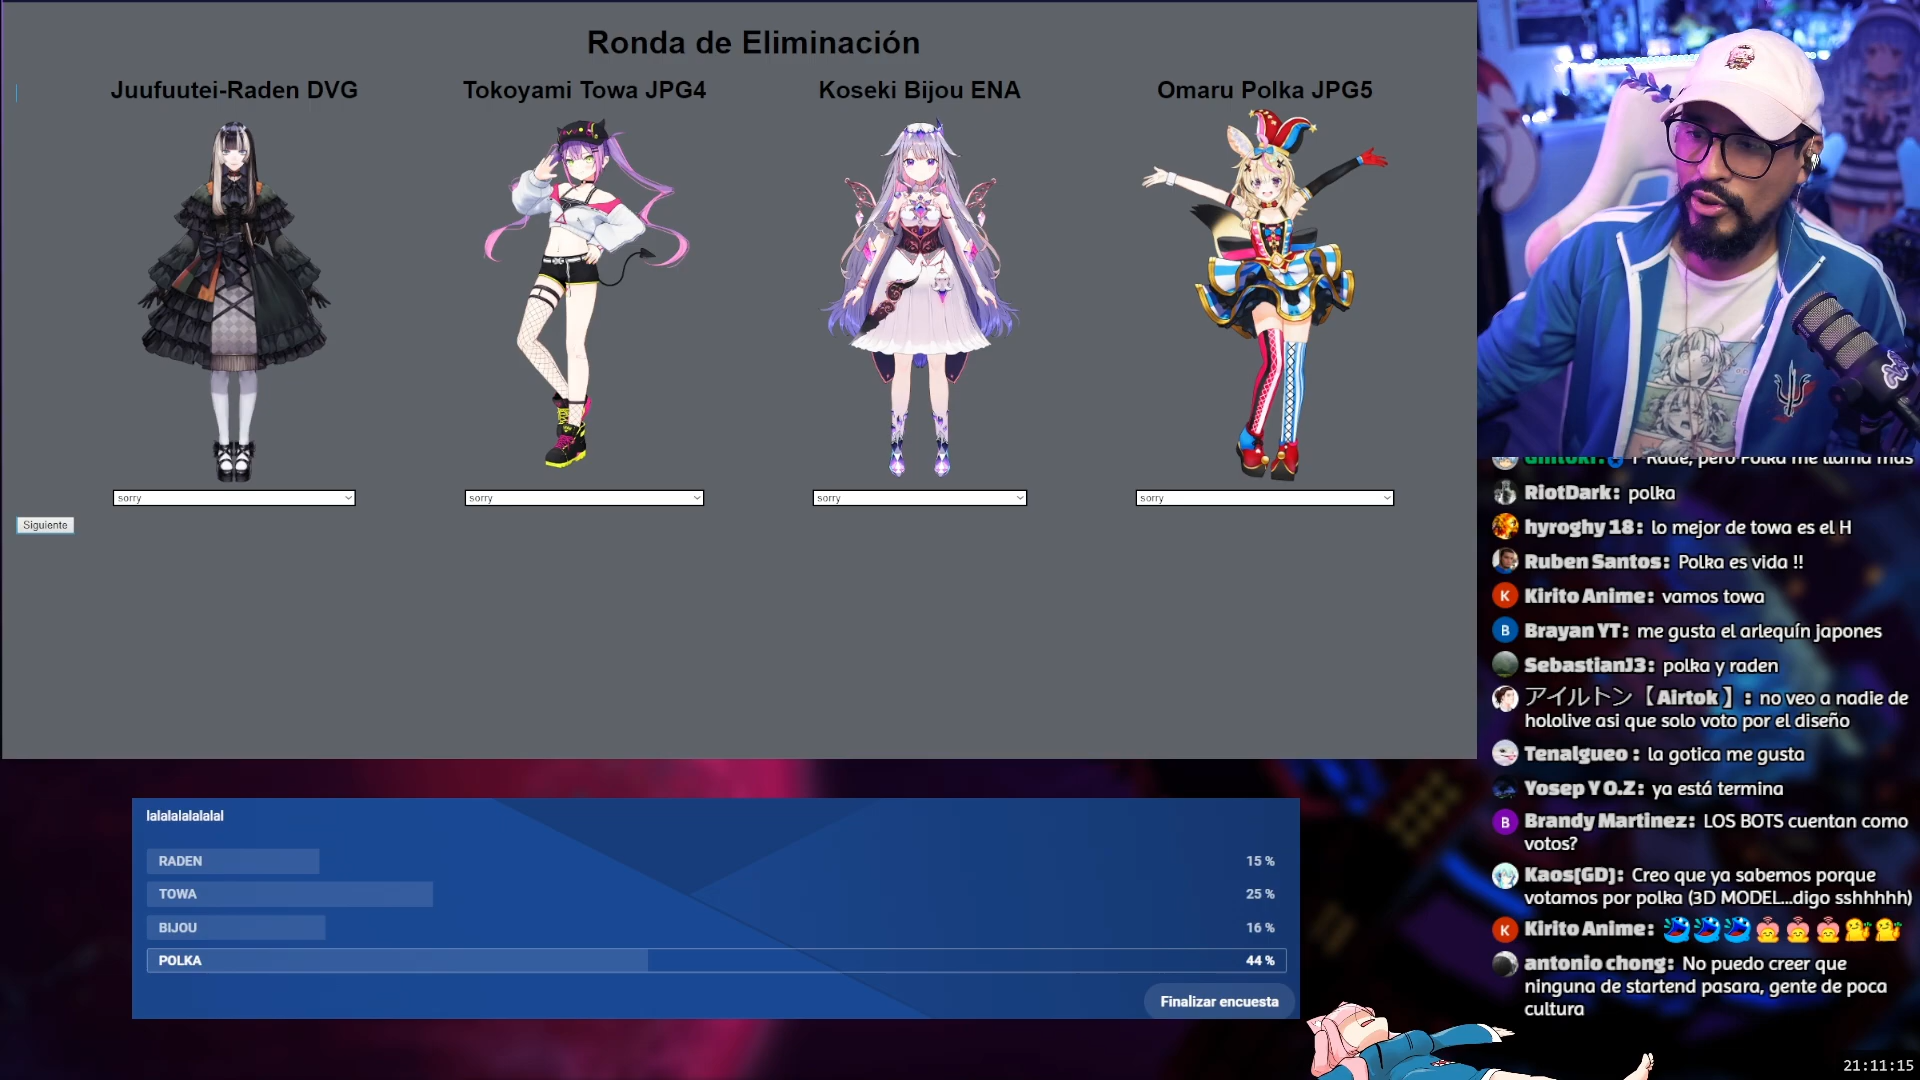 Ronda de Eliminación
Juufuutei-Raden DVG
Tokoyami Towa JPG4
Koseki Bijou ENA
Omaru Polka JPG5
sorry
sorry
sorry
sorry
Siguiente
lalalalalalalal
RADEN 15 %
TOWA 25 %
BIJOU 16 %
POLKA 44 %
Finalizar encuesta
RiotDark: polka
hyroghy 18: lo mejor de towa es el H
Ruben Santos: Polka es vida !!
K Kirito Anime: vamos towa
B Brayan YT: me gusta el arlequín japones
SebastianJ3: polka y raden
アイルトン【Airtok】: no veo a nadie de
hololive asi que solo voto por el diseño
Tenalgueo : la gotica me gusta
Yosep Y O.Z: ya está termina
B Brandy Martinez: LOS BOTS cuentan como
votos?
Kaos[GD]: Creo que ya sabemos porque
votamos por polka (3D MODEL...digo sshhhhh)
K Kirito Anime:
antonio chong: No puedo creer que
ninguna de startend pasara, gente de poca
cultura
21:11:15